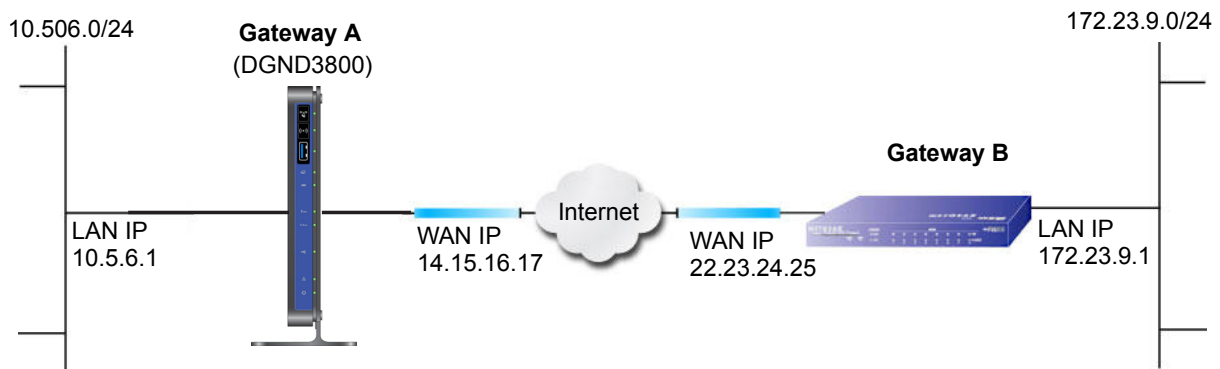 10.506.0/24
Gateway A
(DGND3800)
172.23.9.0/24
Gateway B
LAN IP
10.5.6.1
WAN IP
14.15.16.17
Internet
WAN IP
22.23.24.25
LAN IP
172.23.9.1
NETGEAR